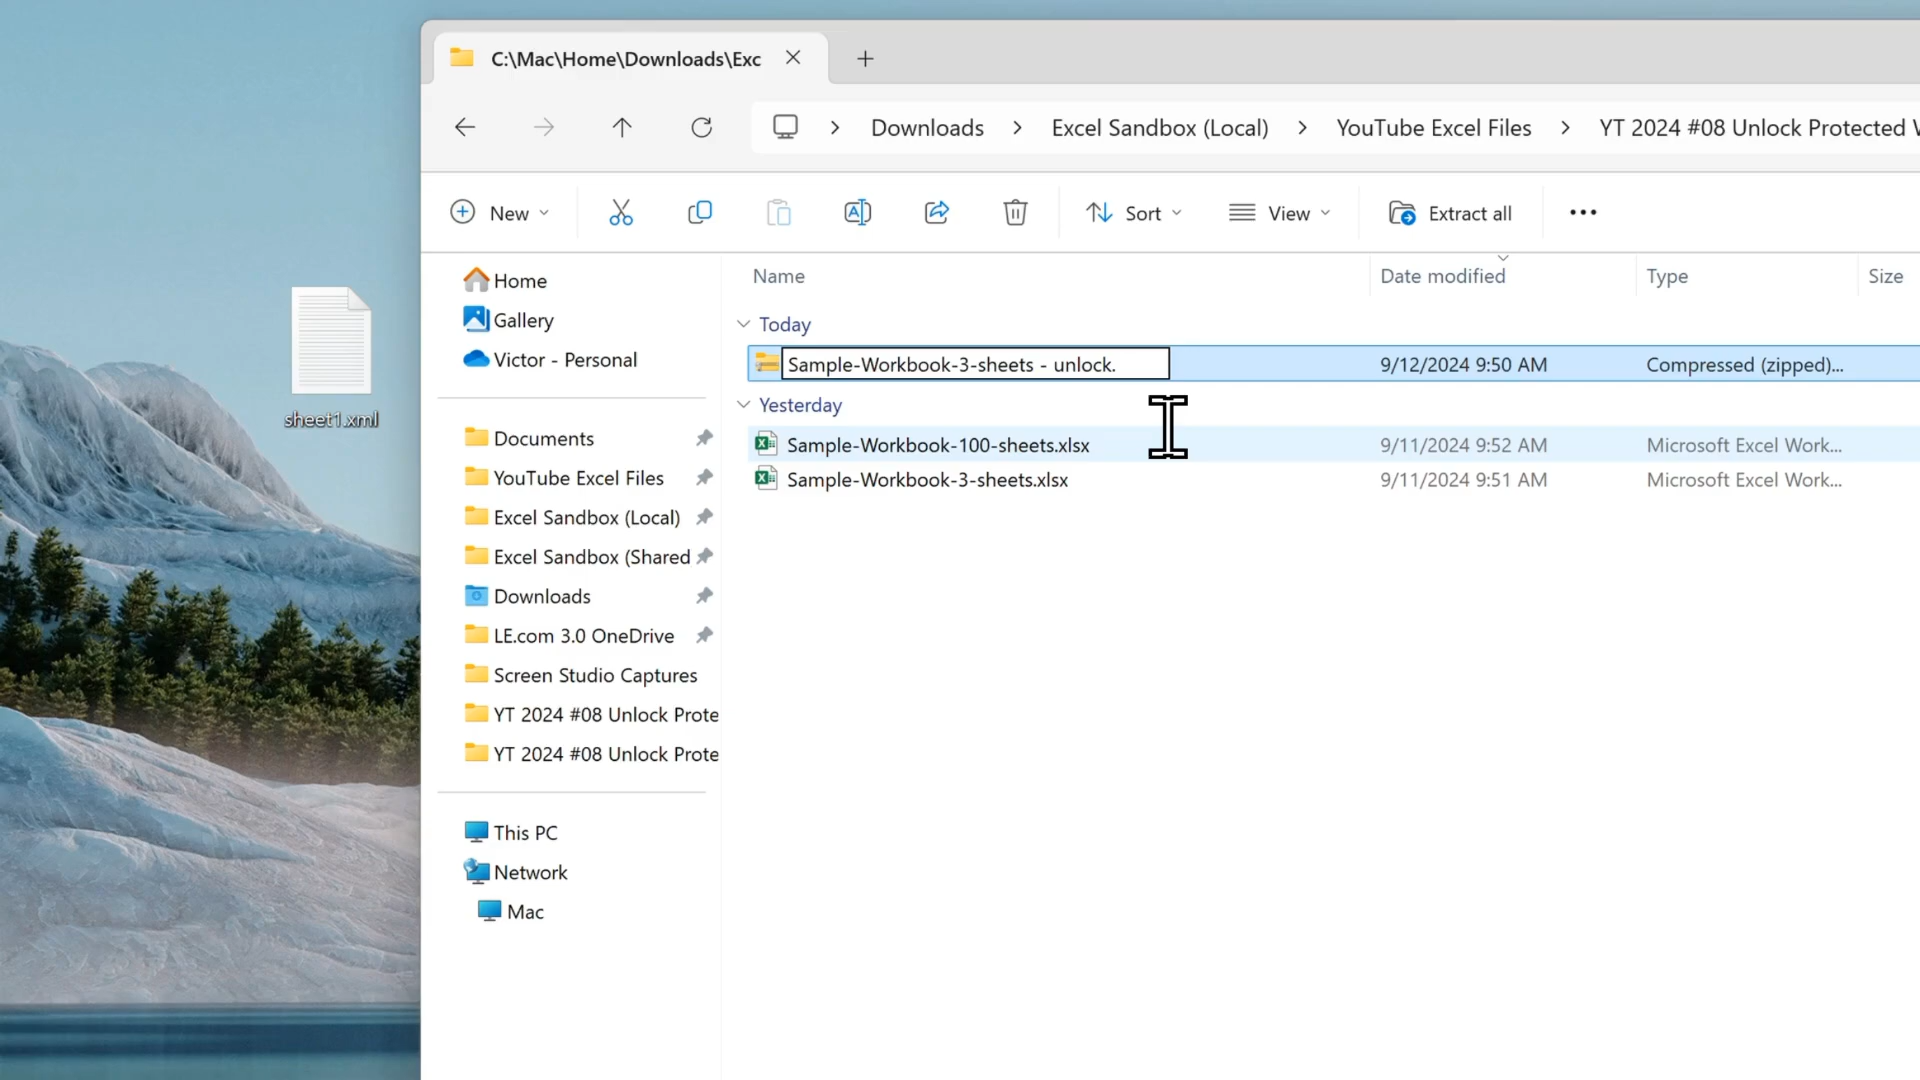 C:\Mac\Home\Downloads\Exc
Downloads
Excel Sandbox (Local)
YouTube Excel Files
YT 2024 #08 Unlock Protected
New
Sort
View
Extract all
Name
Date modified
Type
Size
Home
Gallery
Victor - Personal
Documents
YouTube Excel Files
Excel Sandbox (Local)
Excel Sandbox (Shared
Downloads
LE.com 3.0 OneDrive
Screen Studio Captures
YT 2024 #08 Unlock Prote
YT 2024 #08 Unlock Prote
This PC
Network
Mac
Today
Sample-Workbook-3-sheets - unlock. 9/12/2024 9:50 AM Compressed (zipped)...
Yesterday
Sample-Workbook-100-sheets.xlsx 9/11/2024 9:52 AM Microsoft Excel Work...
Sample-Workbook-3-sheets.xlsx 9/11/2024 9:51 AM Microsoft Excel Work...
sheet1.xml